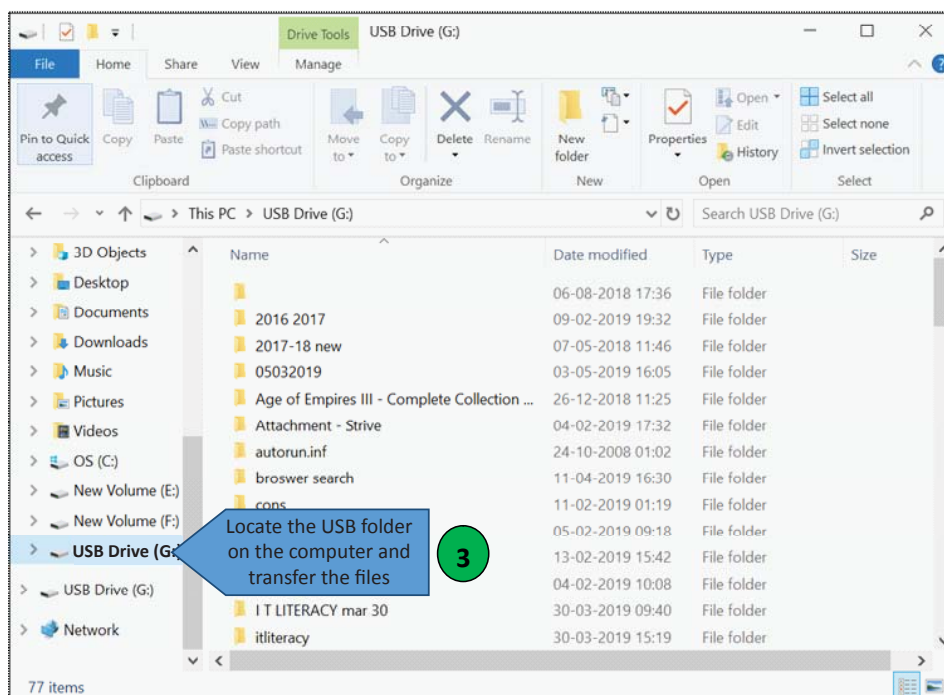 Drive Tools USB Drive (G:)
File Home Share View Manage
Pin to Quick access
Copy
Paste
Cut
Copy path
Paste shortcut
Move to
Copy to
Delete
Rename
New folder
Properties
Open
Edit
History
Select all
Select none
Invert selection
Clipboard Organize New Open Select
This PC > USB Drive (G:) Search USB Drive (G:)
Name Date modified Type Size
3D Objects
Desktop
Documents
Downloads
Music
Pictures
Videos
OS (C:)
New Volume (E:)
New Volume (F:)
USB Drive (G:
USB Drive (G:)
Network
06-08-2018 17:36 File folder
2016 2017 09-02-2019 19:32 File folder
2017-18 new 07-05-2018 11:46 File folder
05032019 03-05-2019 16:05 File folder
Age of Empires III - Complete Collection ... 26-12-2018 11:25 File folder
Attachment - Strive 04-02-2019 17:32 File folder
autorun.inf 24-10-2008 01:02 File folder
broswer search 11-04-2019 16:30 File folder
cons 11-02-2019 01:19 File folder
05-02-2019 09:18 File folder
13-02-2019 15:42 File folder
04-02-2019 10:08 File folder
I T LITERACY mar 30 30-03-2019 09:40 File folder
itliteracy 30-03-2019 15:19 File folder
Locate the USB folder
on the computer and
transfer the files
3
77 items